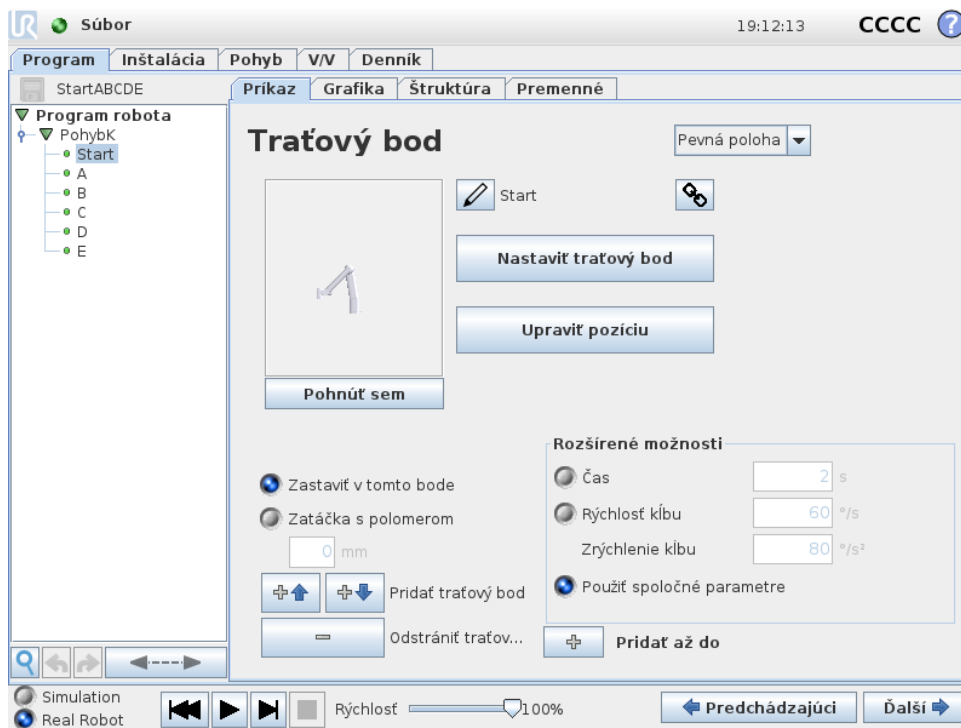 UR Súbor 19:12:13 CCCC ?
Program Inštalácia Pohyb V/V Denník
StartABCDE
Príkaz Grafika Štruktúra Premenné
Program robota
PohybK
Start
A
B
C
D
E
Traťový bod
Pevná poloha
Start
Nastaviť traťový bod
Upraviť pozíciu
Pohnúť sem
Zastaviť v tomto bode
Zatáčka s polomerom
0 mm
Pridať traťový bod
Odstrániť traťov...
Rozšírené možnosti
Čas 2 s
Rýchlosť kĺbu 60 °/s
Zrýchlenie kĺbu 80 °/s²
Použiť spoločné parametre
Pridať až do
Simulation
Real Robot
Rýchlosť 100%
Predchádzajúci
Ďalší